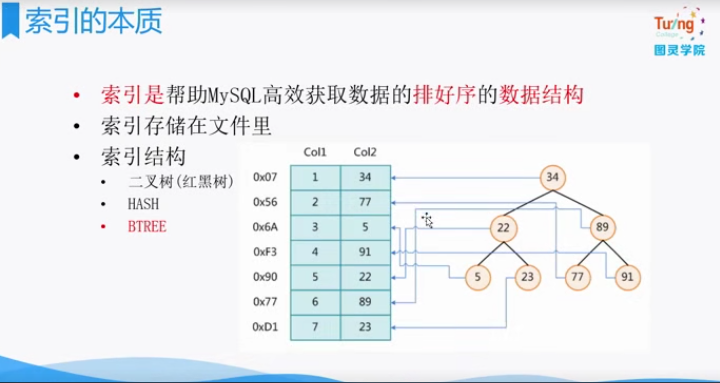 索引的本质
Turing
College
图灵学院
• 索引是帮助MySQL高效获取数据的排好序的数据结构
• 索引存储在文件里
• 索引结构
• 二叉树(红黑树)
• HASH
• BTREE
Col1 Col2
0x07 1 34
0x56 2 77
0x6A 3 5
0xF3 4 91
0x90 5 22
0x77 6 89
0xD1 7 23
34
22 89
5 23 77 91